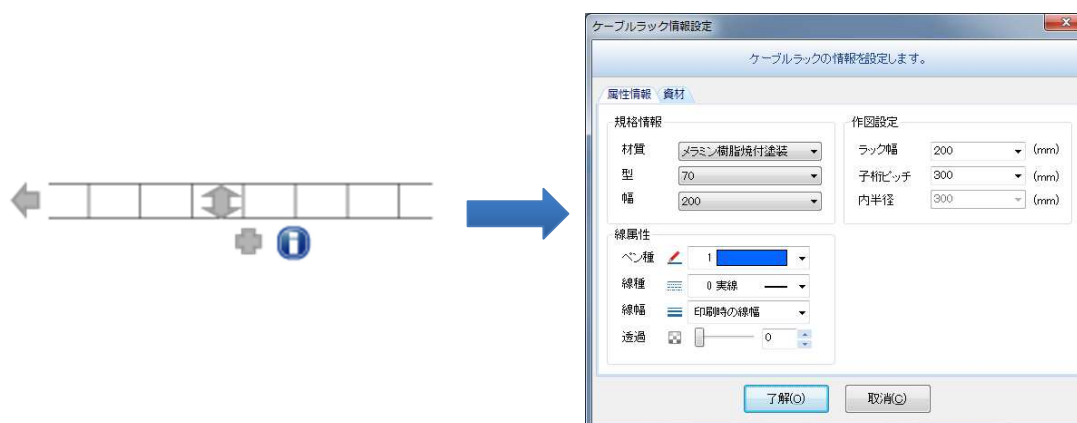 ケーブルラック情報設定
ケーブルラックの情報を設定します。
属性情報 資材
規格情報
材質 メラミン樹脂焼付塗装
型 70
幅 200
線属性
ペン種 1
線種 0 実線
線幅 印刷時の線幅
透過 0
作図設定
ラック幅 200 (mm)
子桁ピッチ 300 (mm)
内半径 300 (mm)
了解(O) 取消(C)